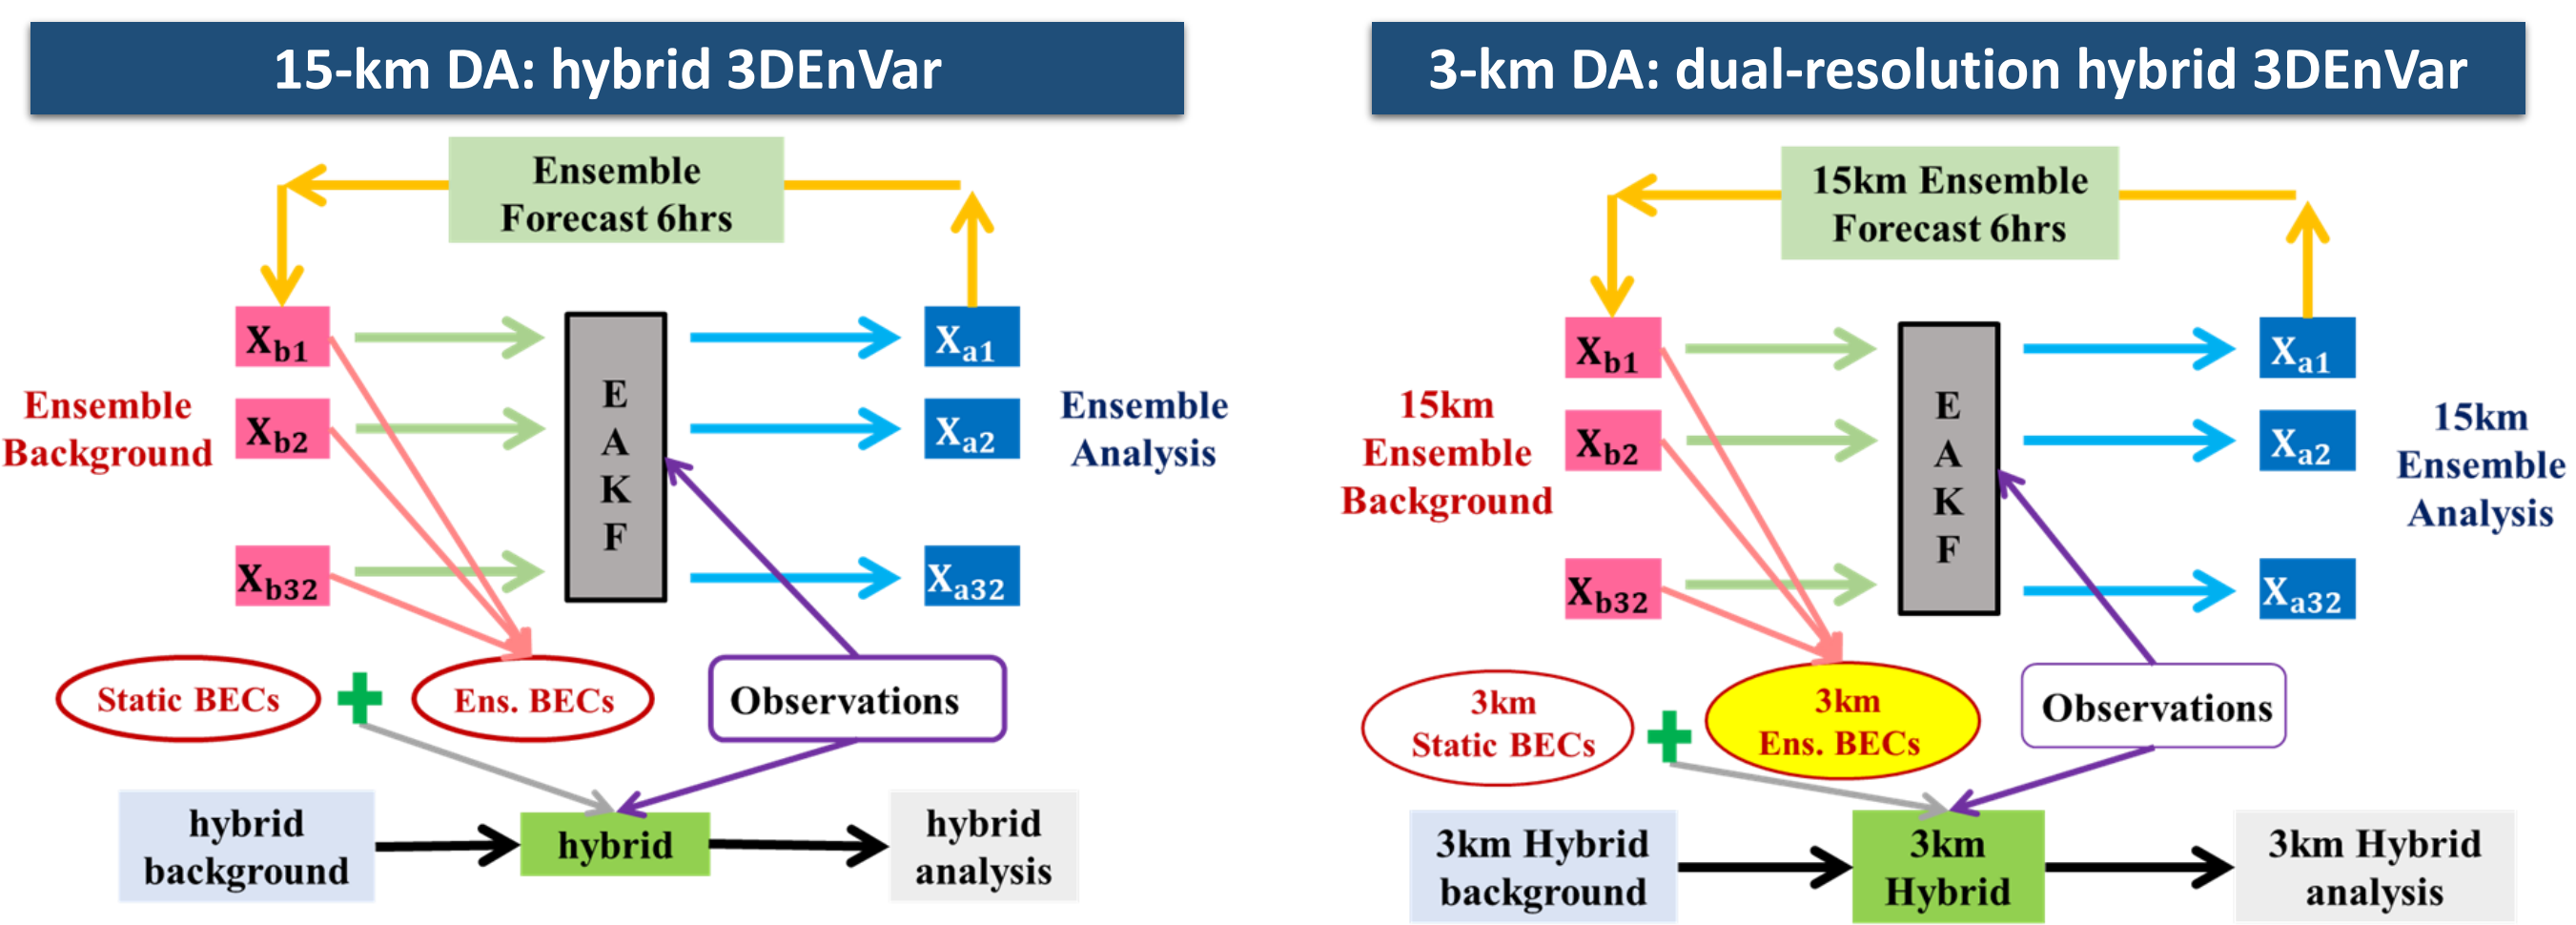 15-km DA: hybrid 3DEnVar
Ensemble
Forecast 6hrs
Xb1
Xb2
Xb32
Ensemble
Background
E
A
K
F
Xa1
Xa2
Xa32
Ensemble
Analysis
Static BECs
+
Ens. BECs
Observations
hybrid
background
hybrid
hybrid
analysis
3-km DA: dual-resolution hybrid 3DEnVar
15km Ensemble
Forecast 6hrs
Xb1
Xb2
Xb32
15km
Ensemble
Background
E
A
K
F
Xa1
Xa2
Xa32
15km
Ensemble
Analysis
3km
Static BECs
+
3km
Ens. BECs
Observations
3km Hybrid
background
3km
Hybrid
3km Hybrid
analysis